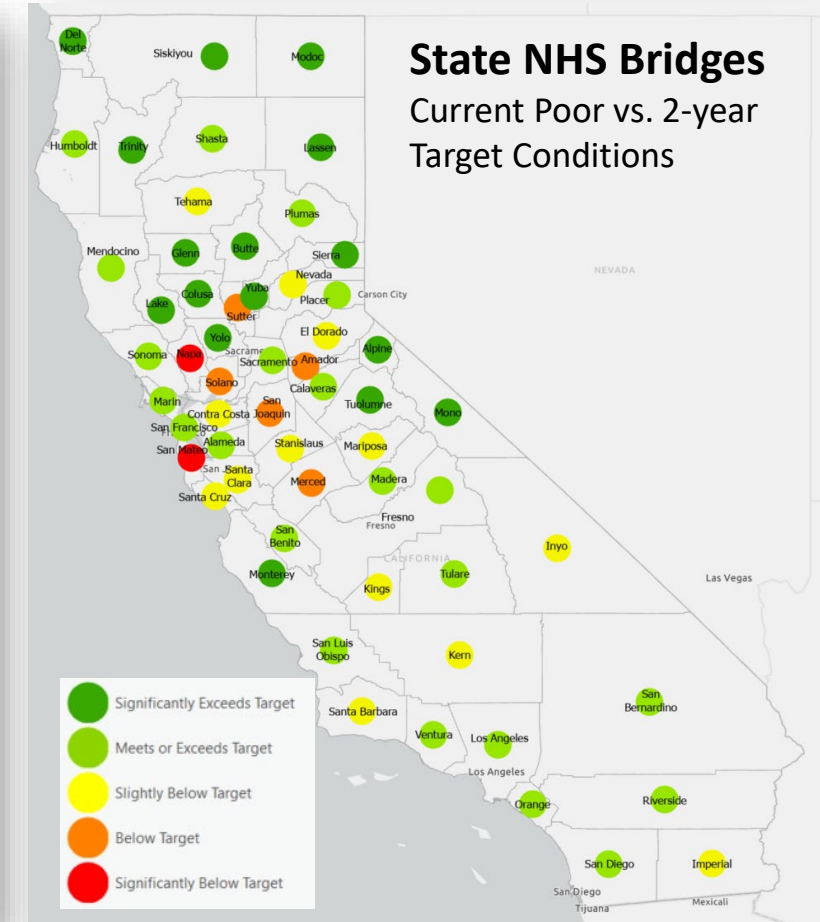 State NHS Bridges
Current Poor vs. 2-year
Target Conditions
Del
Norte
Siskiyou
Modoc
Humboldt
Trinity
Shasta
Lassen
Tehama
Plumas
Mendocino
Glenn
Butte
Sierra
Nevada
Lake
Colusa
Yuba
Sutter
Placer
Carson City
NEVADA
Yolo
El Dorado
Sonoma
Napa
Sacramento
Amador
Alpine
Solano
Calaveras
Marin
Contra Costa
San
Joaquin
Tuolumne
Mono
San Francisco
Alameda
Stanislaus
Mariposa
San Mateo
Santa
Clara
Santa Cruz
Merced
Madera
Fresno
Fresno
San
Benito
CALIFORNIA
Inyo
Monterey
Kings
Tulare
Las Vegas
San Luis
Obispo
Kern
Santa Barbara
San
Bernardino
Ventura
Los Angeles
Los Angeles
Orange
Riverside
San Diego
Imperial
San Diego
Tijuana
Mexicali
Significantly Exceeds Target
Meets or Exceeds Target
Slightly Below Target
Below Target
Significantly Below Target